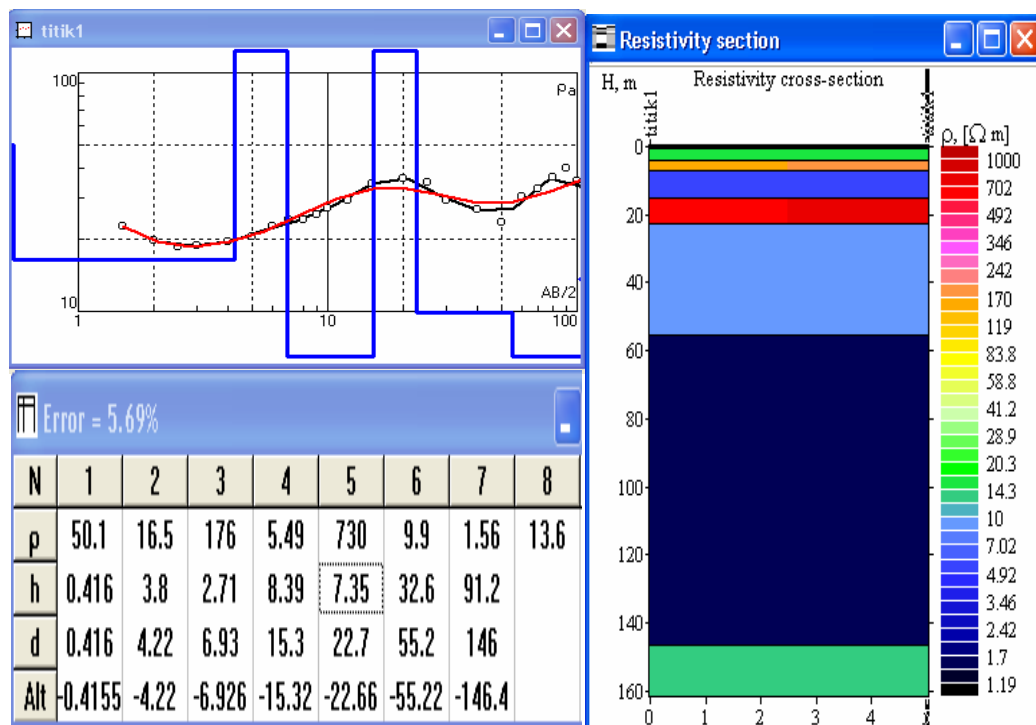 titik1
100
ρa
10
AB/2
1 10 100
Error = 5.69%
N 1 2 3 4 5 6 7 8
ρ 50.1 16.5 176 5.49 730 9.9 1.56 13.6
h 0.416 3.8 2.71 8.39 7.35 32.6 91.2
d 0.416 4.22 6.93 15.3 22.7 55.2 146
Alt -0.4155 -4.22 -6.926 -15.32 -22.66 -55.22 -146.4
Resistivity section
H, m Resistivity cross-section
titik1
ρ, [Ω m]
0
20
40
60
80
100
120
140
160
0 1 2 3 4
1000
702
492
346
242
170
119
83.8
58.8
41.2
28.9
20.3
14.3
10
7.02
4.92
3.46
2.42
1.7
1.19